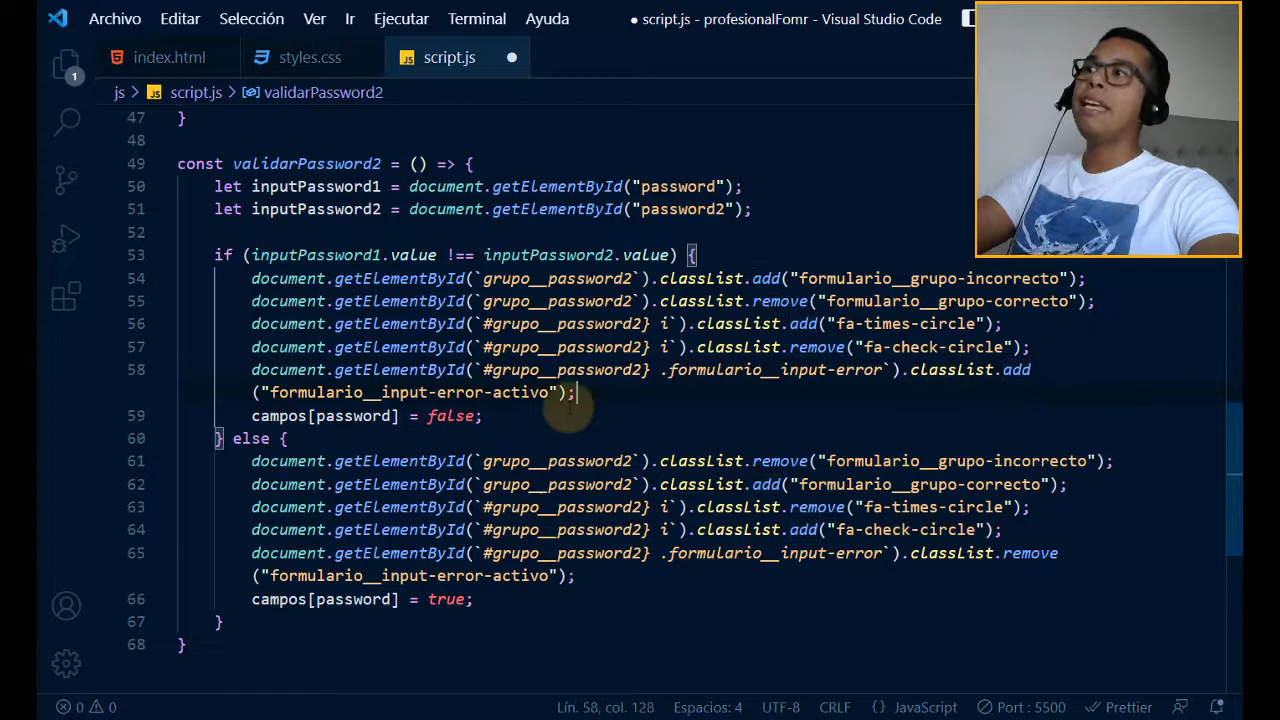 Archivo Editar Selección Ver Ir Ejecutar Terminal Ayuda ● script.js - profesionalFomr - Visual Studio Code
index.html styles.css JS script.js
1
js > JS script.js > validarPassword2
47 }
48
49 const validarPassword2 = () => {
50 let inputPassword1 = document.getElementById("password");
51 let inputPassword2 = document.getElementById("password2");
52
53 if (inputPassword1.value !== inputPassword2.value) {
54 document.getElementById(`grupo__password2`).classList.add("formulario__grupo-incorrecto");
55 document.getElementById(`grupo__password2`).classList.remove("formulario__grupo-correcto");
56 document.getElementById(`#grupo__password2} i`).classList.add("fa-times-circle");
57 document.getElementById(`#grupo__password2} i`).classList.remove("fa-check-circle");
58 document.getElementById(`#grupo__password2} .formulario__input-error`).classList.add
("formulario__input-error-activo");
59 campos[password] = false;
60 } else {
61 document.getElementById(`grupo__password2`).classList.remove("formulario__grupo-incorrecto");
62 document.getElementById(`grupo__password2`).classList.add("formulario__grupo-correcto");
63 document.getElementById(`#grupo__password2} i`).classList.remove("fa-times-circle");
64 document.getElementById(`#grupo__password2} i`).classList.add("fa-check-circle");
65 document.getElementById(`#grupo__password2} .formulario__input-error`).classList.remove
("formulario__input-error-activo");
66 campos[password] = true;
67 }
68 }
0 0 Lín. 58, col. 128 Espacios: 4 UTF-8 CRLF {} JavaScript Port : 5500 Prettier